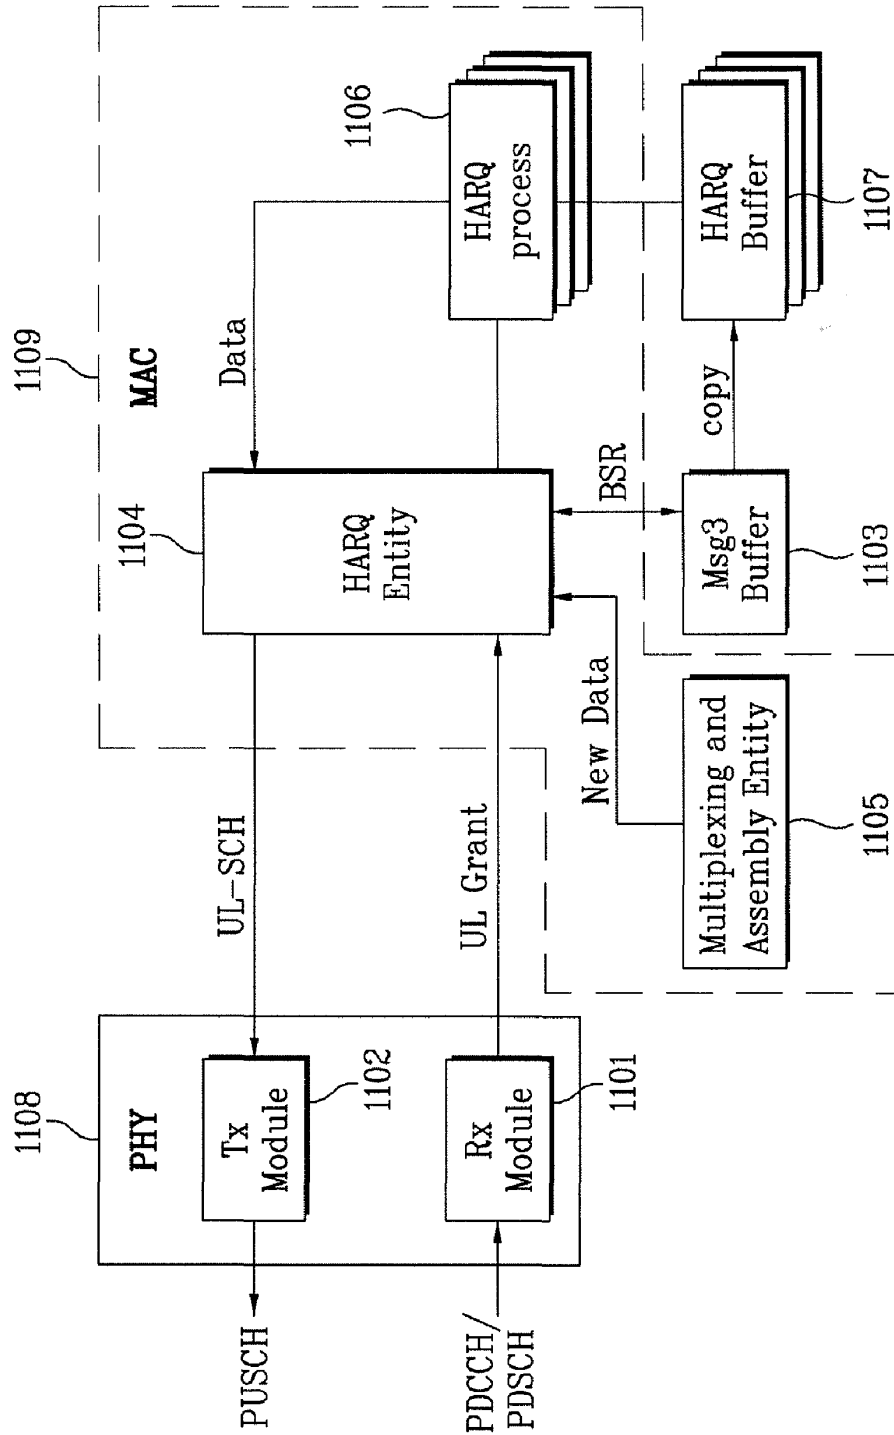 1108
PHY
Tx
Module
1102
PUSCH
Rx
Module
1101
PDCCH/
PDSCH
UL-SCH
UL Grant
1109
MAC
1104
HARQ
Entity
Data
1106
HARQ
process
New Data
BSR
Multiplexing and
Assembly Entity
1105
Msg3
Buffer
1103
copy
HARQ
Buffer
1107